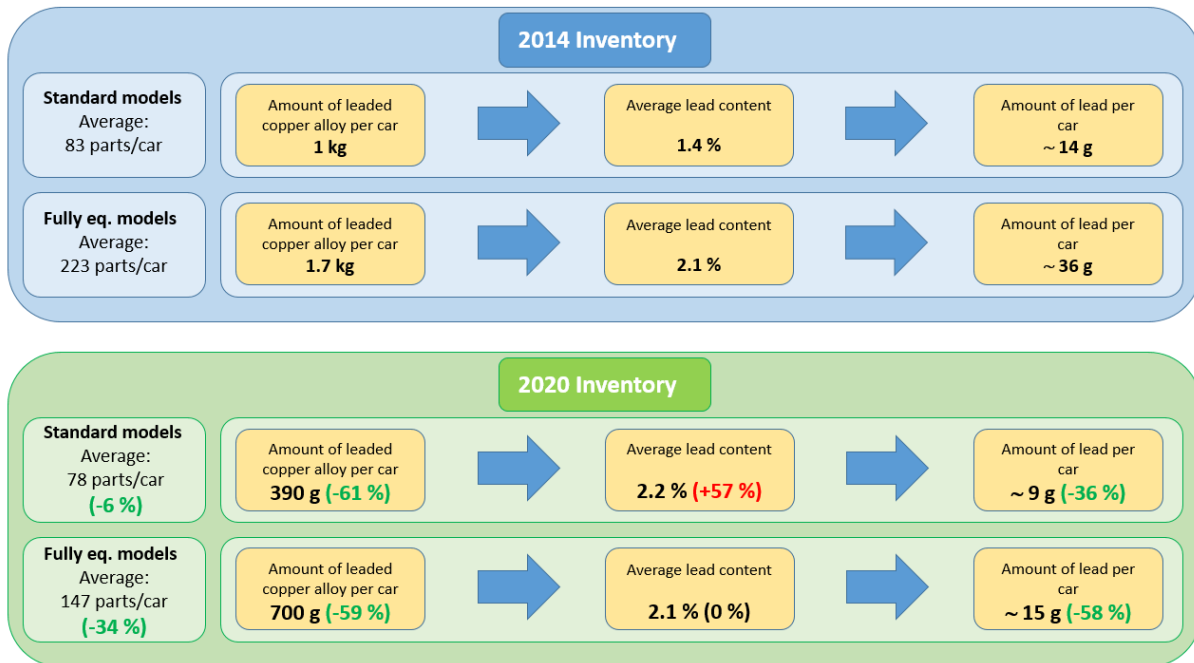 2014 Inventory
Standard models
Average:
83 parts/car
Amount of leaded
copper alloy per car
1 kg
Average lead content
1.4 %
Amount of lead per
car
~ 14 g
Fully eq. models
Average:
223 parts/car
Amount of leaded
copper alloy per car
1.7 kg
Average lead content
2.1 %
Amount of lead per
car
~ 36 g
2020 Inventory
Standard models
Average:
78 parts/car
(-6 %)
Amount of leaded
copper alloy per car
390 g (-61 %)
Average lead content
2.2 % (+57 %)
Amount of lead per
car
~ 9 g (-36 %)
Fully eq. models
Average:
147 parts/car
(-34 %)
Amount of leaded
copper alloy per car
700 g (-59 %)
Average lead content
2.1 % (0 %)
Amount of lead per
car
~ 15 g (-58 %)